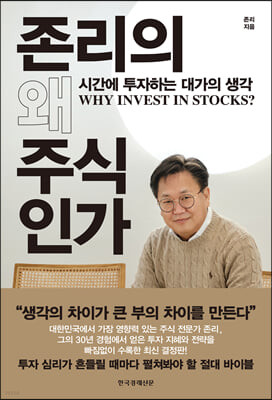 존리의
왜
주식
인가
존리
지음
시간에 투자하는 대가의 생각
WHY INVEST IN STOCKS?
“생각의 차이가 큰 부의 차이를 만든다”
대한민국에서 가장 영향력 있는 주식 전문가 존리,
그의 30년 경험에서 얻은 투자 지혜와 전략을
빠짐없이 수록한 최신 결정판!
투자 심리가 흔들릴 때마다 펼쳐봐야 할 절대 바이블
한국경제신문